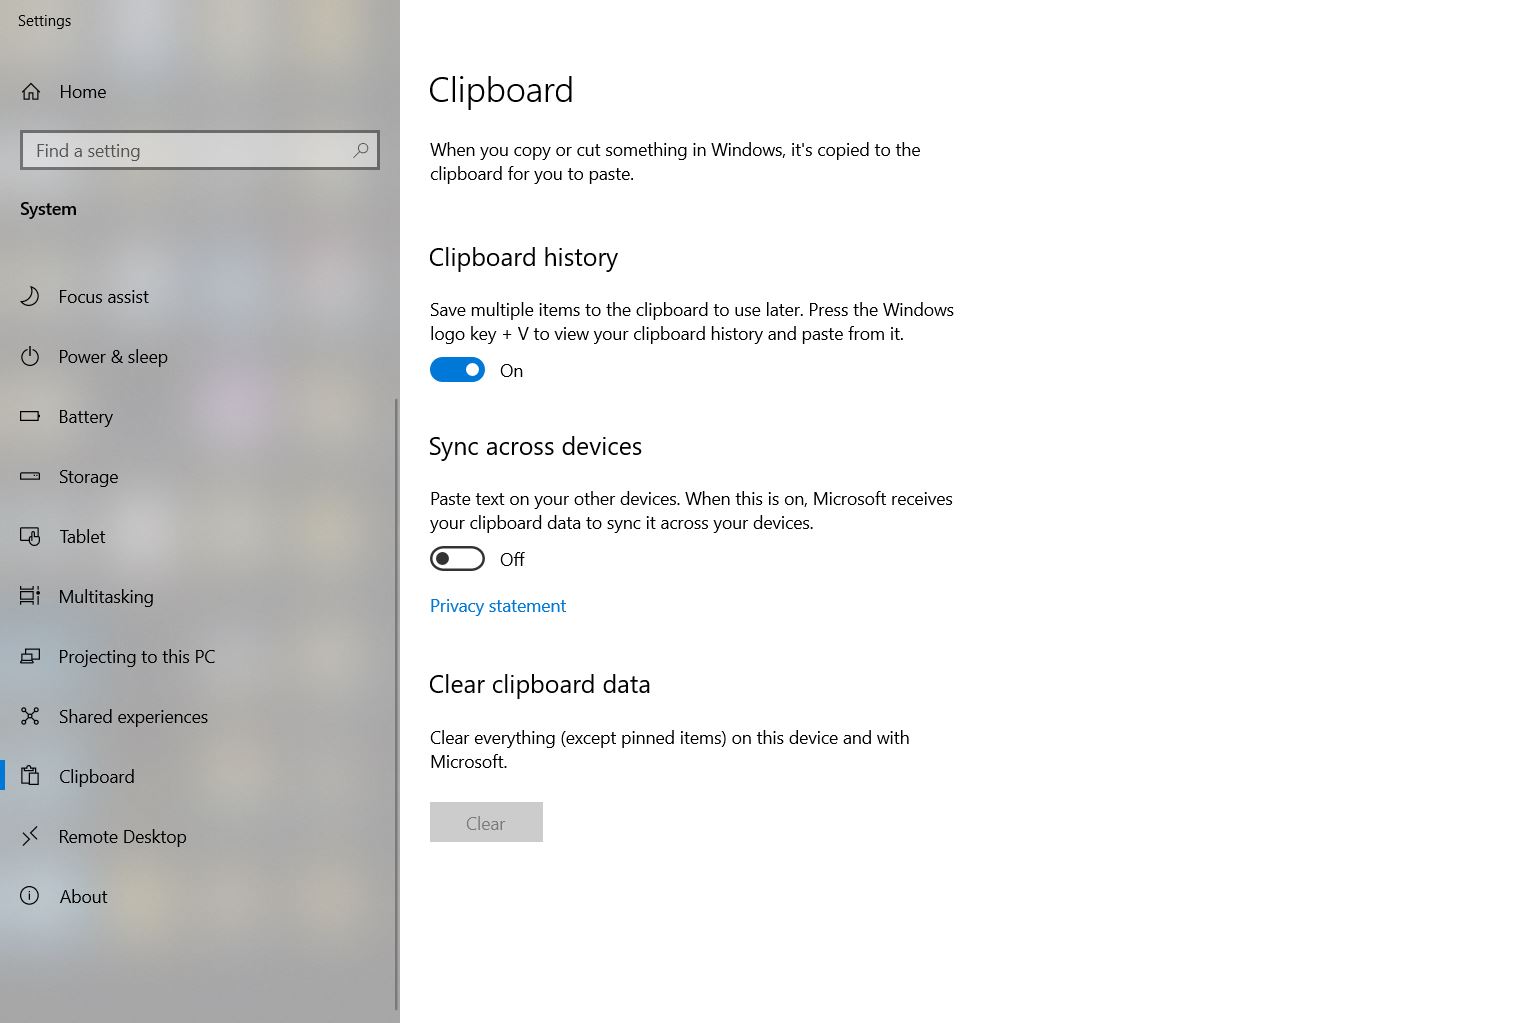 Settings
Home
Find a setting
System
Focus assist
Power & sleep
Battery
Storage
Tablet
Multitasking
Projecting to this PC
Shared experiences
Clipboard
Remote Desktop
About
Clipboard
When you copy or cut something in Windows, it's copied to the
clipboard for you to paste.
Clipboard history
Save multiple items to the clipboard to use later. Press the Windows
logo key + V to view your clipboard history and paste from it.
On
Sync across devices
Paste text on your other devices. When this is on, Microsoft receives
your clipboard data to sync it across your devices.
Off
Privacy statement
Clear clipboard data
Clear everything (except pinned items) on this device and with
Microsoft.
Clear